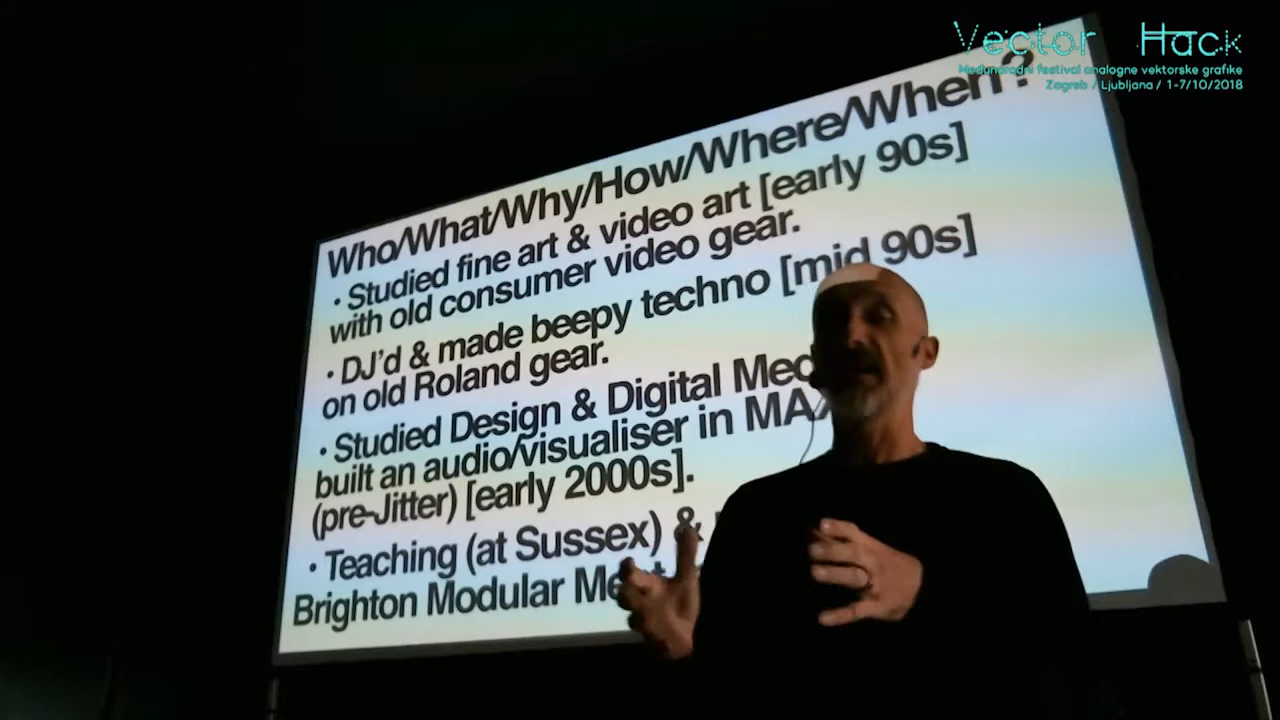 Vector Hack
Međunarodni festival analogne vektorske grafike
Zagreb / Ljubljana / 1-7/10/2018
Who/What/Why/How/Where/When?
• Studied fine art & video art [early 90s]
with old consumer video gear.
• DJ'd & made beepy techno [mid 90s]
on old Roland gear.
• Studied Design & Digital
built an audio/visualiser in
(pre-Jitter) [early 2000s].
• Teaching (at Sussex) &
Brighton Modular